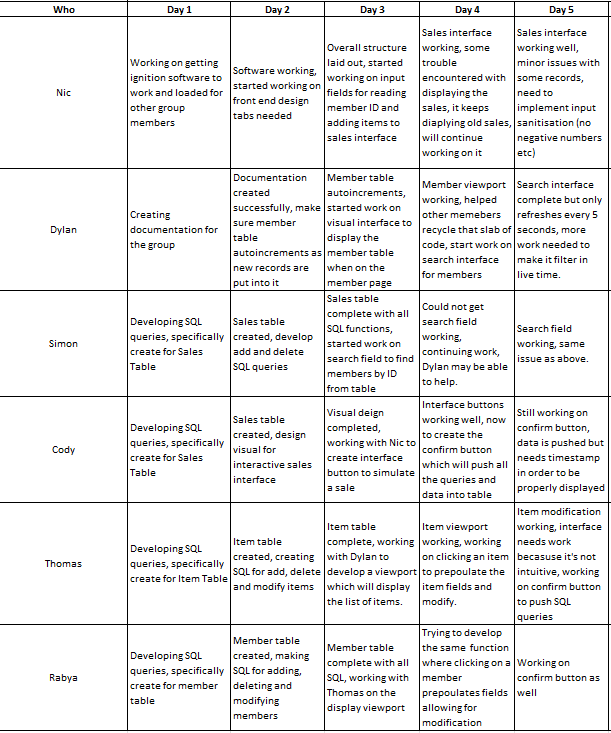 Who Day 1 Day 2 Day 3 Day 4 Day 5
Nic
Working on getting
ignition software to
work and loaded for
other group
members
Software working,
started working on
front end design
tabs needed
Overall structure
laid out, started
working on input
fields for reading
member ID and
adding items to
sales interface
Sales interface
working, some
trouble
encountered with
displaying the
sales, it keeps
diaplying old sales,
will continue
working on it
Sales interface
working well,
minor issues with
some records,
need to
implement input
sanitisation (no
negative numbers
etc)
Dylan
Creating
documentation for
the group
Documentation
created
successfully, make
sure member
table
autoincrements as
new records are
put into it
Member table
autoincrements,
started work on
visual interface to
display the
member table
when on the
member page
Member viewport
working, helped
other memebers
recycle that slab of
code, start work on
search interface
for members
Search interface
complete but only
refreshes every 5
seconds, more
work needed to
make it filter in
live time.
Simon
Developing SQL
queries, specifically
create for Sales
Table
Sales table
created, develop
add and delete
SQL queries
Sales table
complete with all
SQL functions,
started work on
search field to find
members by ID
from table
Could not get
search field
working,
continuing work,
Dylan may be able
to help.
Search field
working, same
issue as above.
Cody
Developing SQL
queries, specifically
create for Sales
Table
Sales table
created, design
visual for
interactive sales
interface
Visual deign
completed,
working with Nic to
create interface
button to simulate
a sale
Interface buttons
working well, now
to create the
confirm button
which will push all
the queries and
data into table
Still working on
confirm button,
data is pushed but
needs timestamp
in order to be
properly displayed
Thomas
Developing SQL
queries, specifically
create for Item Table
Item table
created, creating
SQL for add, delete
and modify items
Item table
complete, working
with Dylan to
develop a viewport
which will display
the list of items.
Item viewport
working, working
on clicking an item
to prepoulate the
item fields and
modify.
Item modification
working, interface
needs work
becasuse it's not
intuitive, working
on confirm button
to push SQL
queries
Rabya
Developing SQL
queries, specifically
create for member
table
Member table
created, making
SQL for adding,
deleting and
modifying
members
Member table
complete with all
SQL, working with
Thomas on the
display viewport
Trying to develop
the same function
where clicking on a
member
prepoulates fields
allowing for
modification
Working on
confirm button as
well